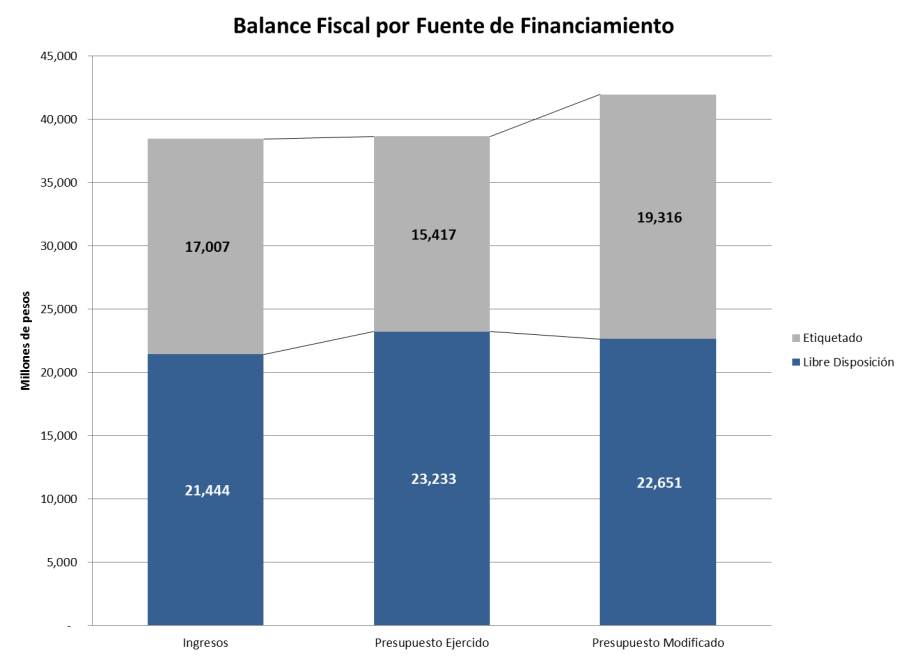 Balance Fiscal por Fuente de Financiamiento
Millones de pesos
45,000
40,000
35,000
30,000
25,000
20,000
15,000
10,000
5,000
-
17,007
15,417
19,316
21,444
23,233
22,651
Ingresos
Presupuesto Ejercido
Presupuesto Modificado
Etiquetado
Libre Disposición